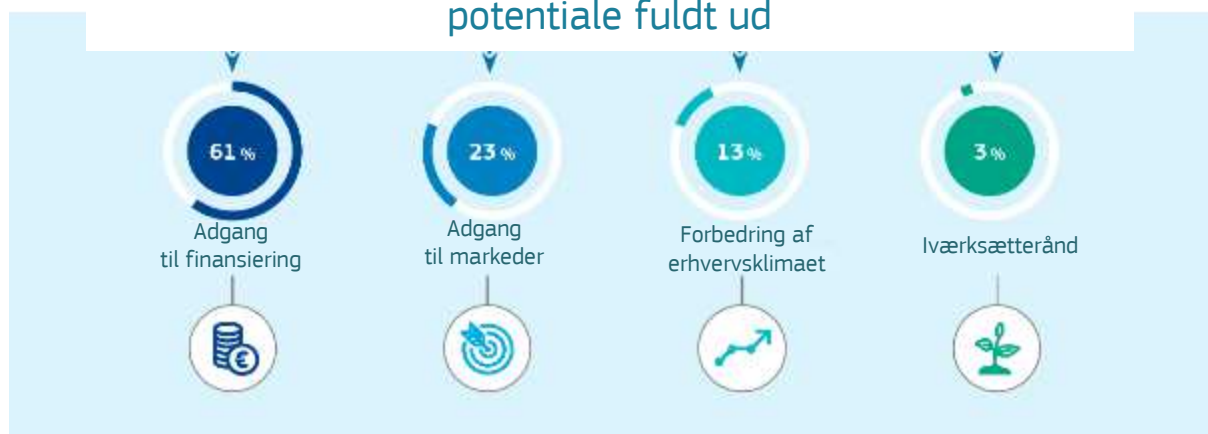 potentiale fuldt ud
61 %
23 %
13 %
3 %
Adgang
til finansiering
Adgang
til markeder
Forbedring af
erhvervsklimaet
Iværksætterånd
€